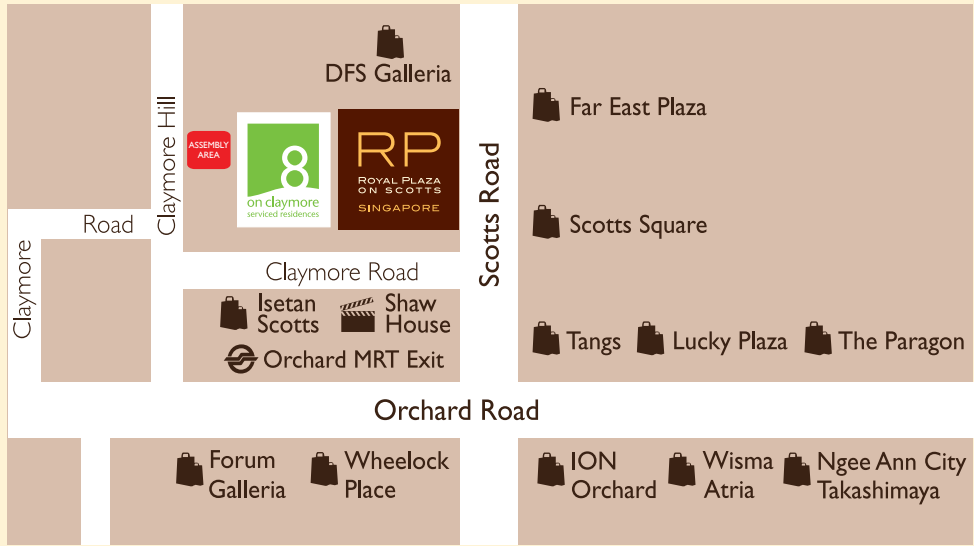 DFS Galleria
Far East Plaza
Claymore Hill
ASSEMBLY
AREA
8
on claymore
serviced residences
RP
ROYAL PLAZA
ON SCOTTS
SINGAPORE
Scotts Road
Scotts Square
Road
Claymore
Claymore Road
Isetan
Scotts
Shaw
House
Orchard MRT Exit
Tangs
Lucky Plaza
The Paragon
Orchard Road
Forum
Galleria
Wheelock
Place
ION
Orchard
Wisma
Atria
Ngee Ann City
Takashimaya